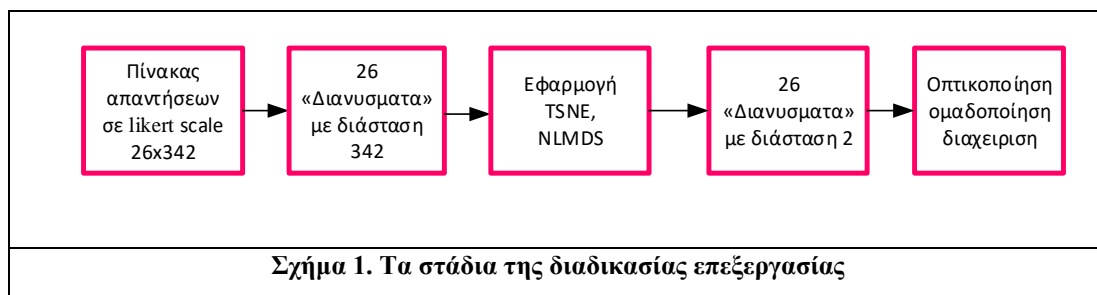 Πίνακας
απαντήσεων
σε likert scale
26x342
26
«Διανυσματα»
με διάσταση
342
Εφαρμογή
TSNE,
NLMDS
26
«Διανυσματα»
με διάσταση 2
Οπτικοποίηση
ομαδοποίηση
διαχειριση
Σχήμα 1. Τα στάδια της διαδικασίας επεξεργασίας